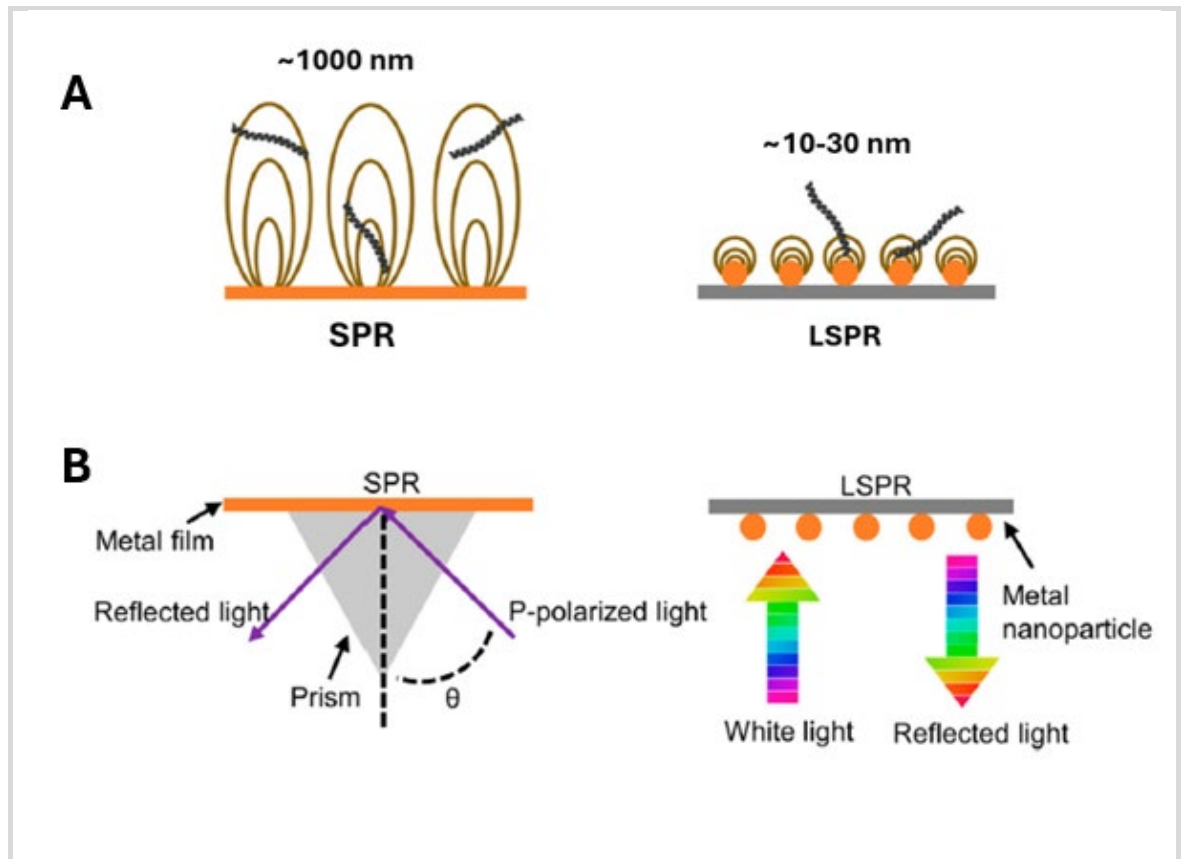 A
~1000 nm
~10-30 nm
SPR
LSPR
B
SPR
Metal film
Reflected light
P-polarized light
Prism
θ
LSPR
Metal
nanoparticle
White light
Reflected light